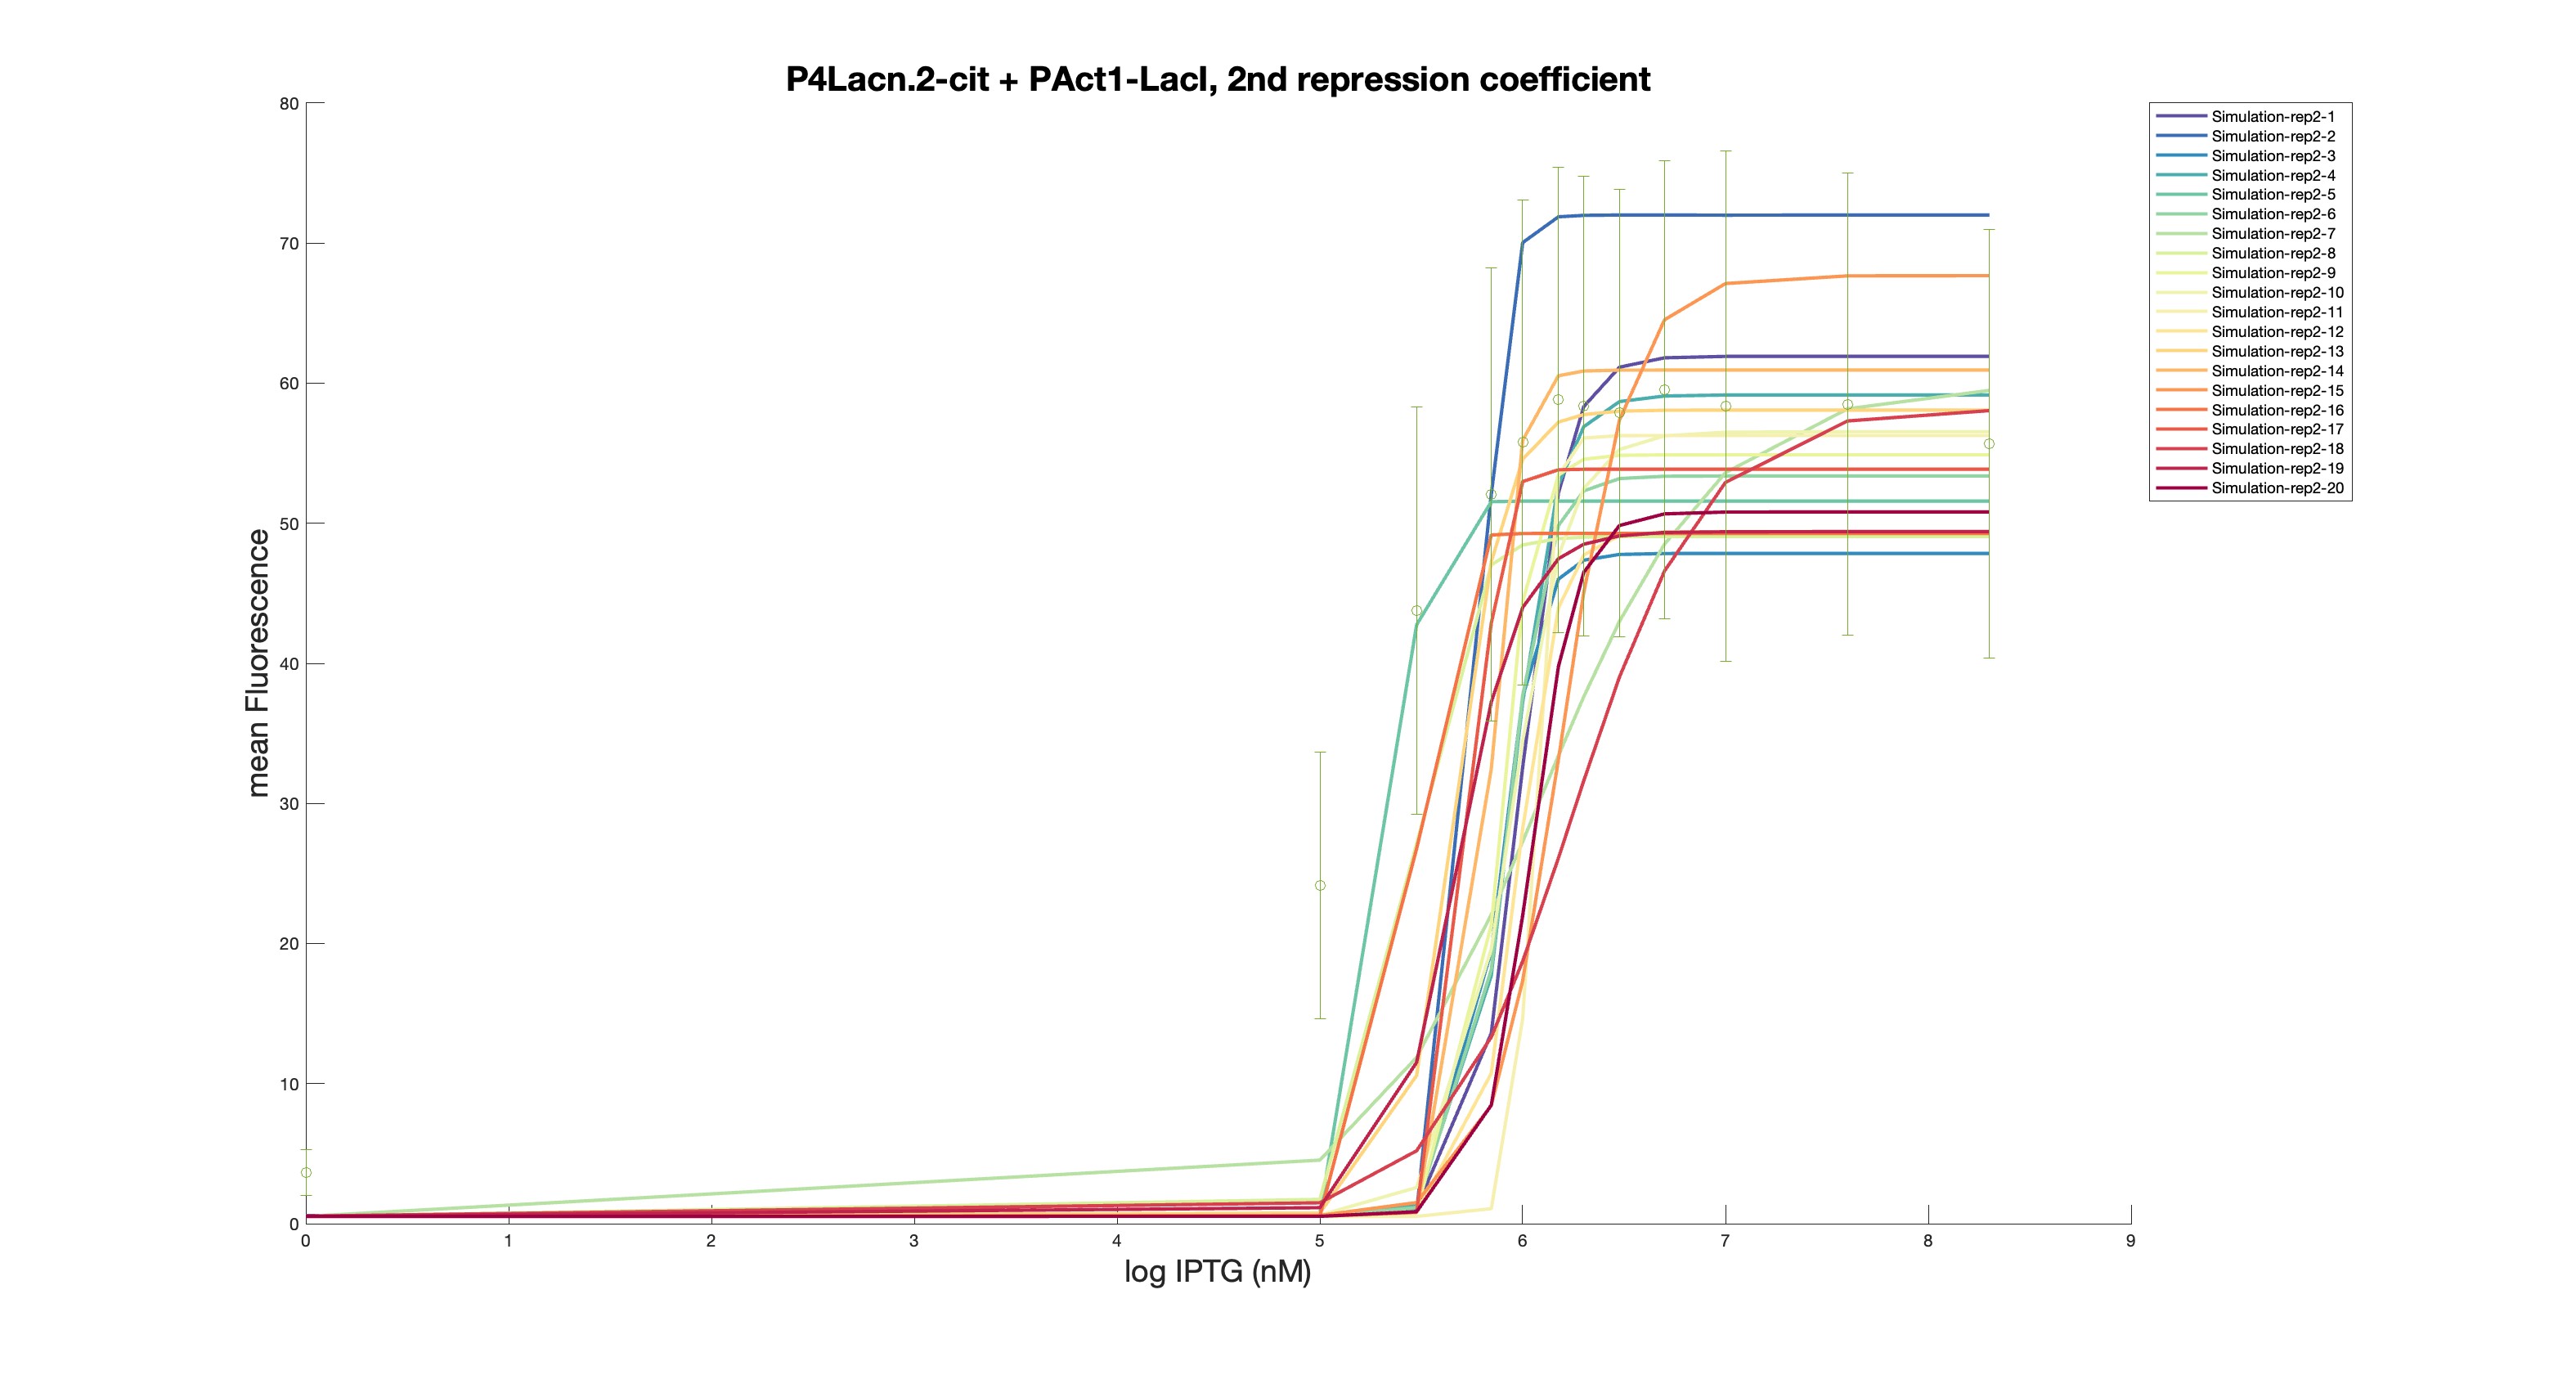 P4Lacn.2-cit + PAct1-LacI, 2nd repression coefficient
80
70
60
50
40
30
20
10
0
mean Fluorescence
0 1 2 3 4 5 6 7 8 9
log IPTG (nM)
Simulation-rep2-1
Simulation-rep2-2
Simulation-rep2-3
Simulation-rep2-4
Simulation-rep2-5
Simulation-rep2-6
Simulation-rep2-7
Simulation-rep2-8
Simulation-rep2-9
Simulation-rep2-10
Simulation-rep2-11
Simulation-rep2-12
Simulation-rep2-13
Simulation-rep2-14
Simulation-rep2-15
Simulation-rep2-16
Simulation-rep2-17
Simulation-rep2-18
Simulation-rep2-19
Simulation-rep2-20